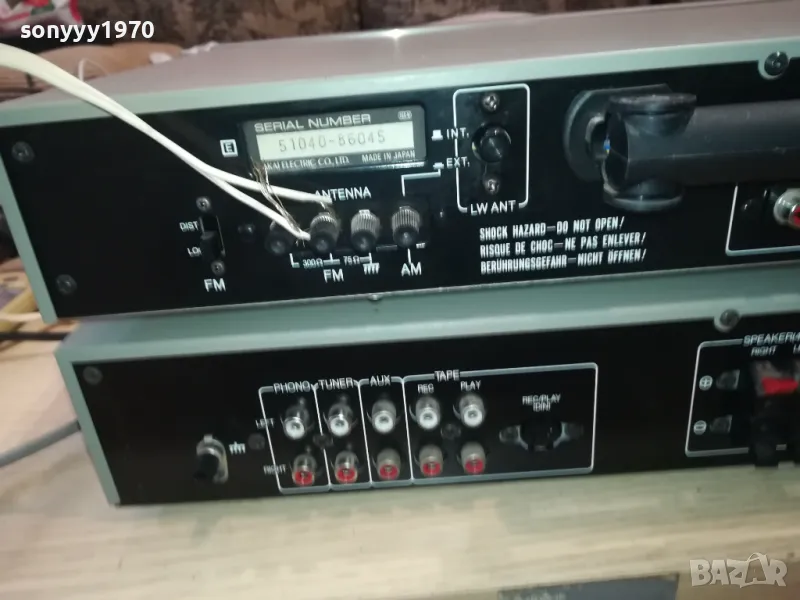 sonyyy1970
SERIAL NUMBER
51040-86045
AKAI ELECTRIC CO., LTD. MADE IN JAPAN
E
INT.
EXT.
LW ANT
ANTENNA
DIST
FM
300Ω
75Ω
FM
AM
SHOCK HAZARD—DO NOT OPEN/
RISQUE DE CHOC—NE PAS ENLEVER/
BERÜHRUNGSGEFAHR—NICHT ÖFFNEN/
PHONO
TUNER
AUX
TAPE
REC
PLAY
REC/PLAY
(DIN)
LEFT
RIGHT
RIGHT
BAZAR